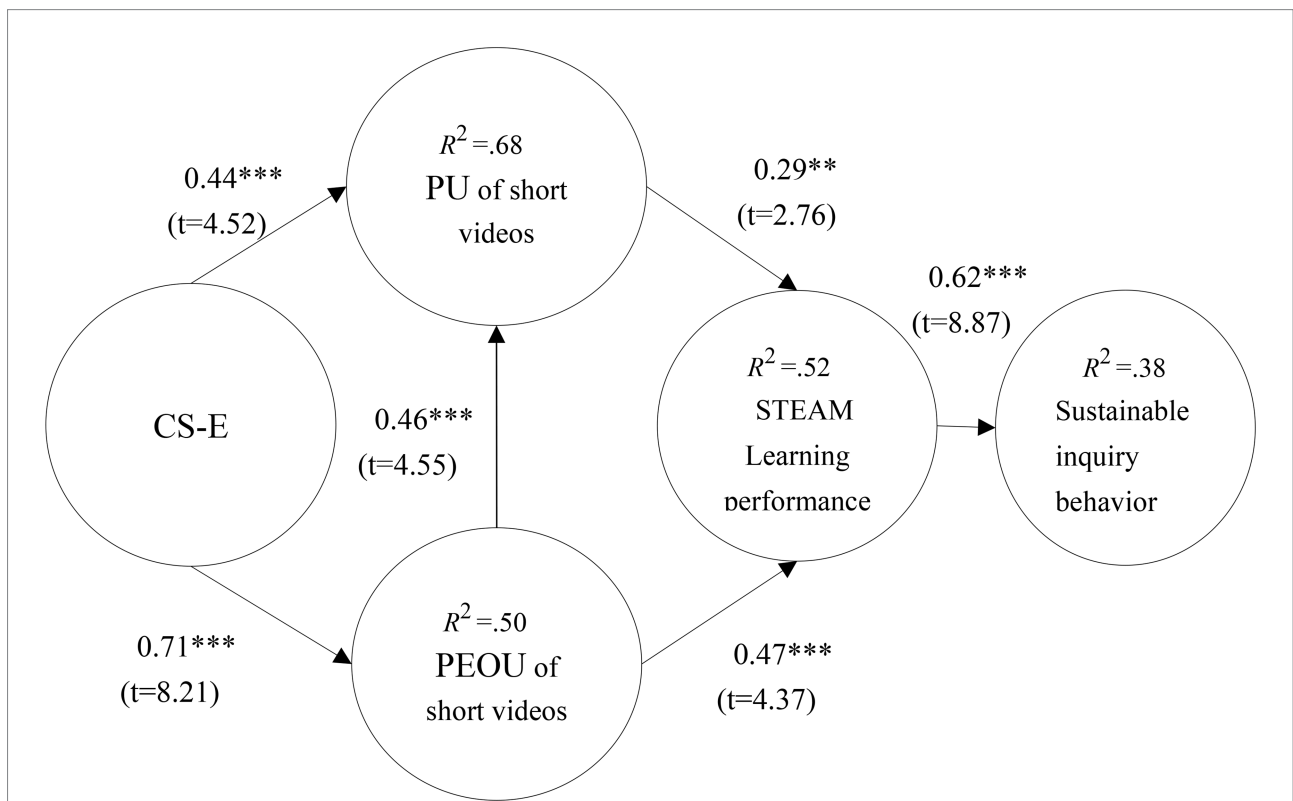 R² =.68
PU of short
videos
0.44***
(t=4.52)
0.29**
(t=2.76)
CS-E
0.46***
(t=4.55)
R² =.52
STEAM
Learning
performance
0.62***
(t=8.87)
R² =.38
Sustainable
inquiry
behavior
0.71***
(t=8.21)
R² =.50
PEOU of
short videos
0.47***
(t=4.37)